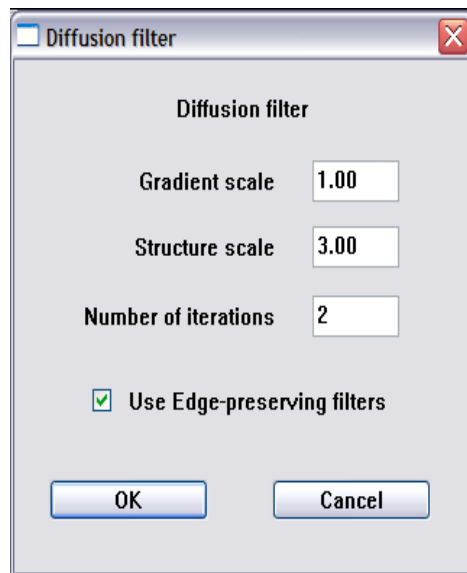 Diffusion filter
Diffusion filter
Gradient scale 1.00
Structure scale 3.00
Number of iterations 2
Use Edge-preserving filters
OK Cancel